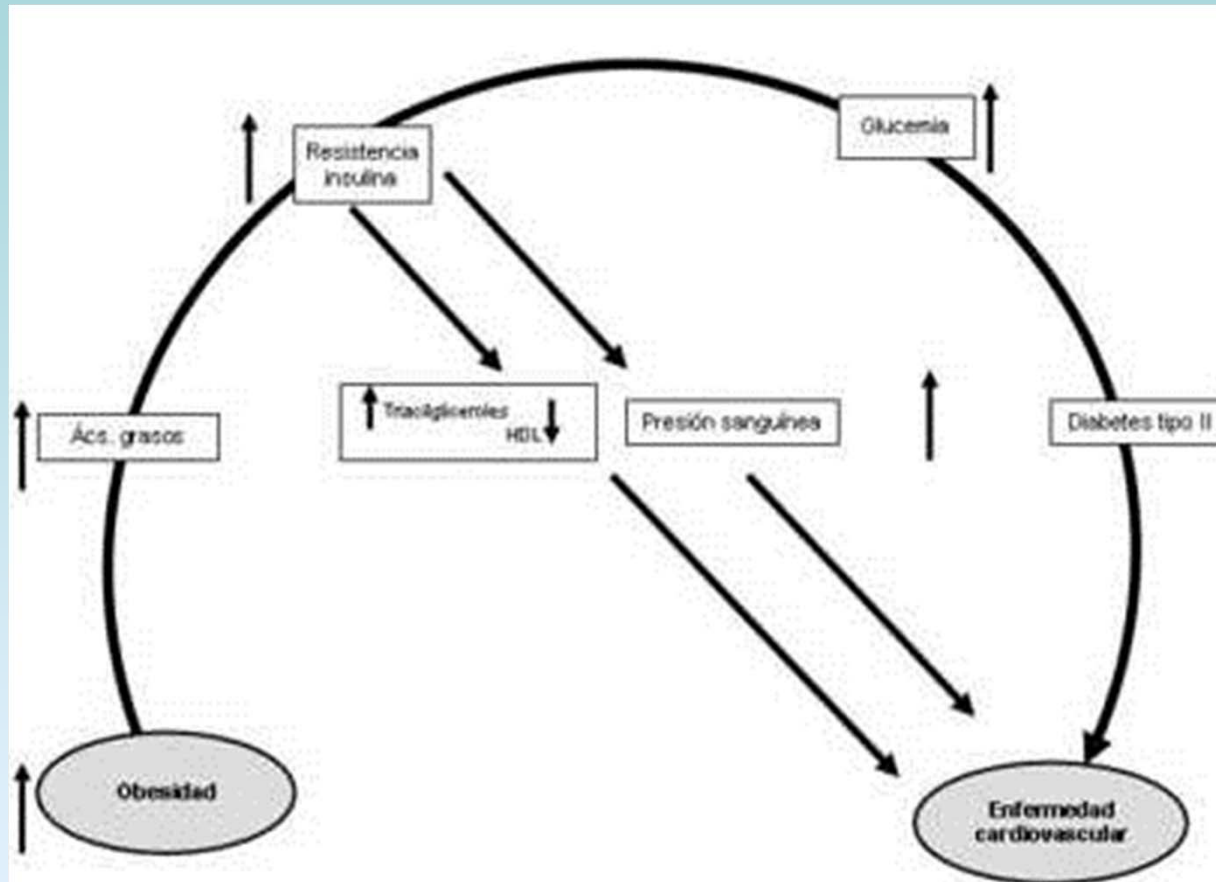 Resistencia
insulina
Glucemia
Ács. grasos
Triacilgliceroles
HDL
Presión sanguínea
Diabetes tipo II
Obesidad
Enfermedad
cardiovascular